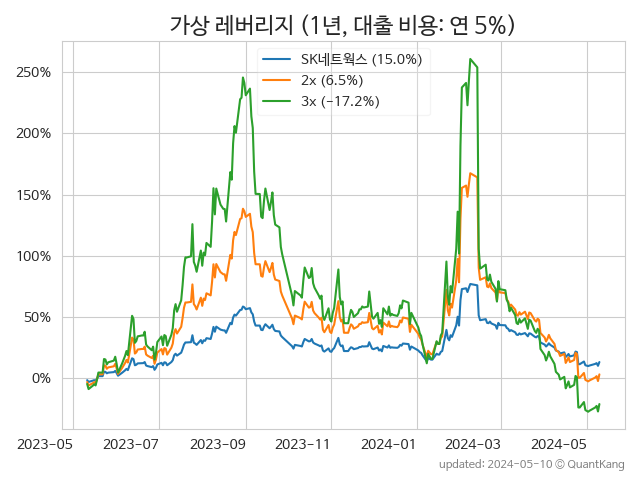 가상 레버리지 (1년, 대출 비용: 연 5%)
SK네트웍스 (15.0%)
2x (6.5%)
3x (−17.2%)
250%
200%
150%
100%
50%
0%
2023-05 2023-07 2023-09 2023-11 2024-01 2024-03 2024-05
updated: 2024-05-10 © QuantKang